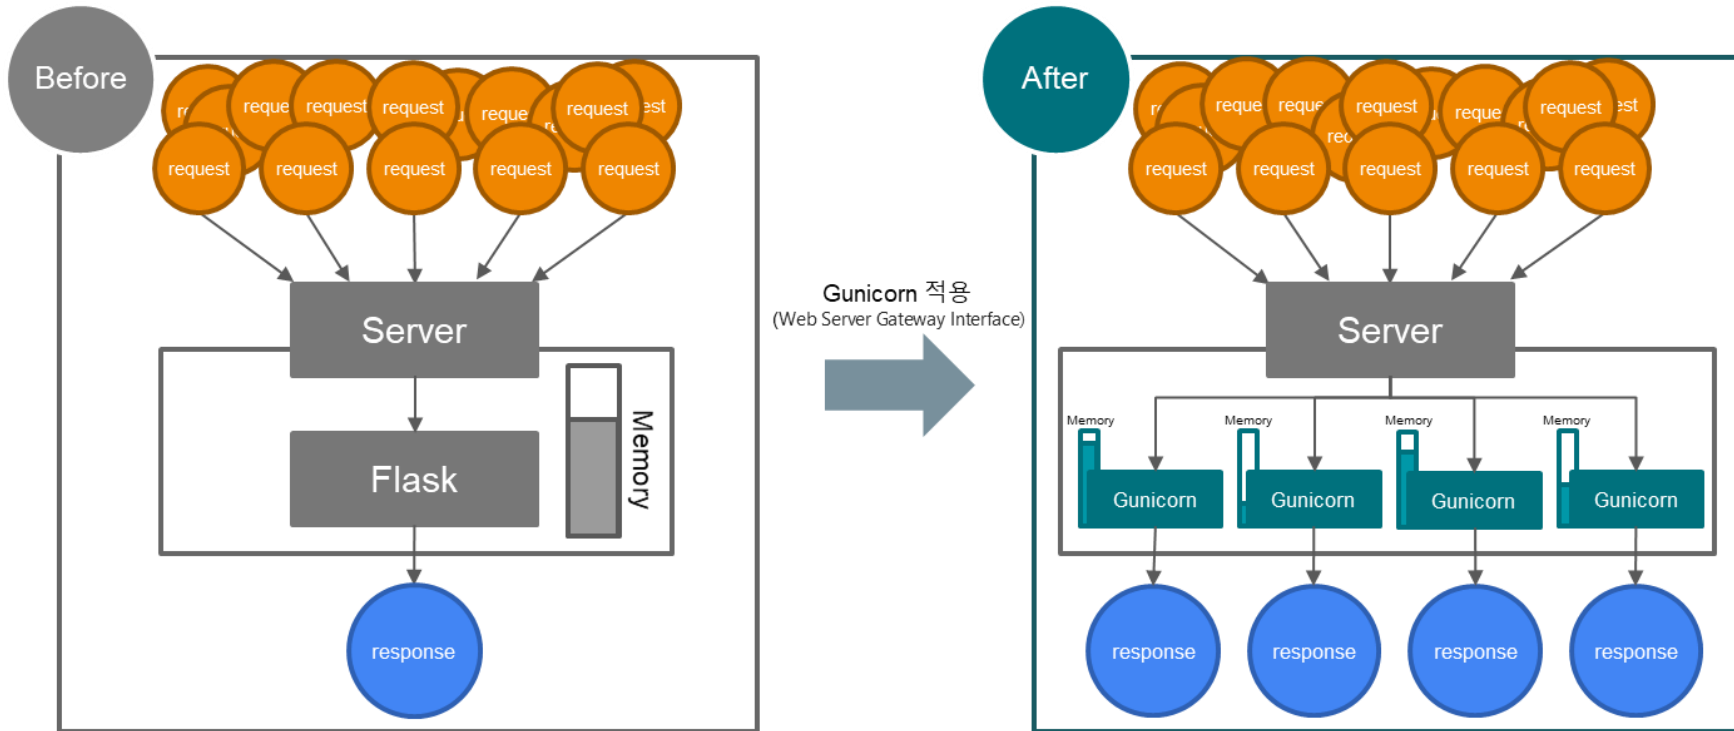 Before
request
request
request
request
request
request
request
request
request
request
Server
Flask
Memory
response
Gunicorn 적용
(Web Server Gateway Interface)
After
request
request
request
request
request
request
request
request
Server
Memory
Memory
Memory
Memory
Gunicorn
Gunicorn
Gunicorn
Gunicorn
response
response
response
response